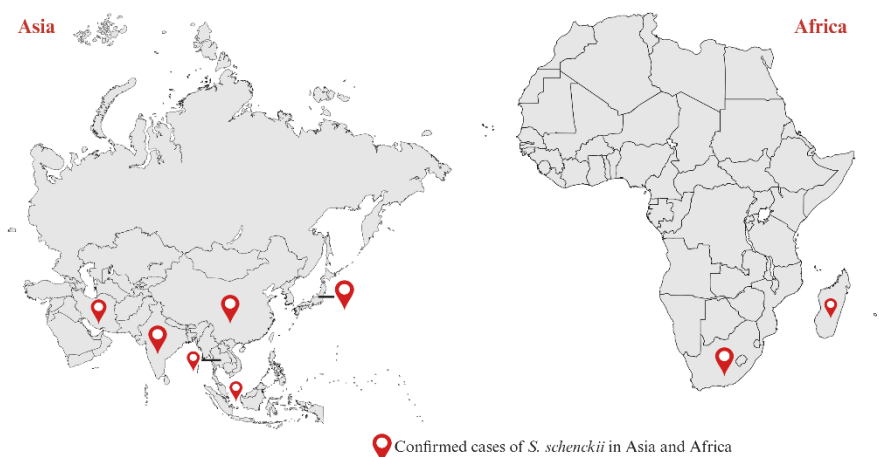 Asia
Africa
Confirmed cases of S. schenckii in Asia and Africa